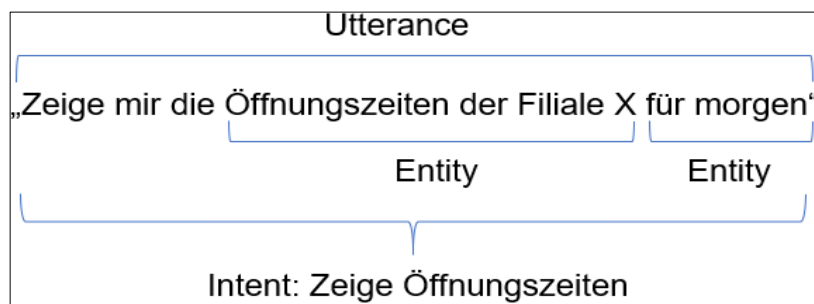 Utterance
„Zeige mir die Öffnungszeiten der Filiale X für morgen“
Entity Entity
Intent: Zeige Öffnungszeiten